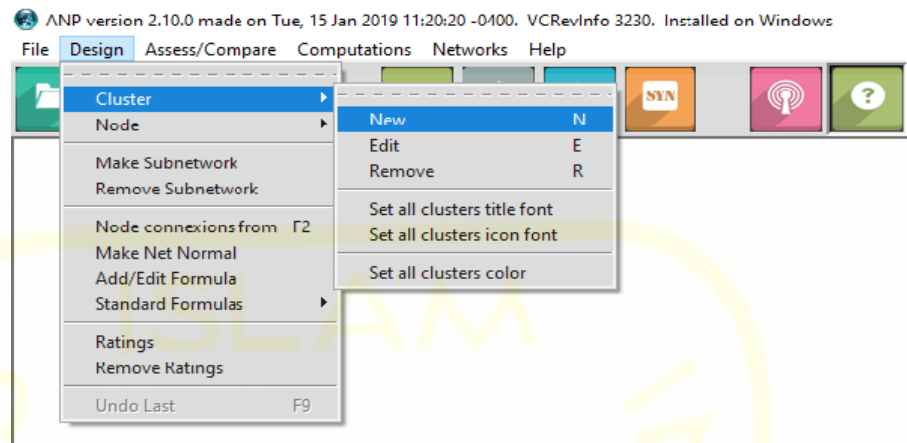 ANP version 2.10.0 made on Tue, 15 Jan 2019 11:20:20 -0400. VCRevInfo 3230. Installed on Windows
File Design Assess/Compare Computations Networks Help
SYN ?
Cluster
Node
Make Subnetwork
Remove Subnetwork
Node connexions from F2
Make Net Normal
Add/Edit Formula
Standard Formulas
Ratings
Remove Ratings
Undo Last F9
New N
Edit E
Remove R
Set all clusters title font
Set all clusters icon font
Set all clusters color
ISLAM